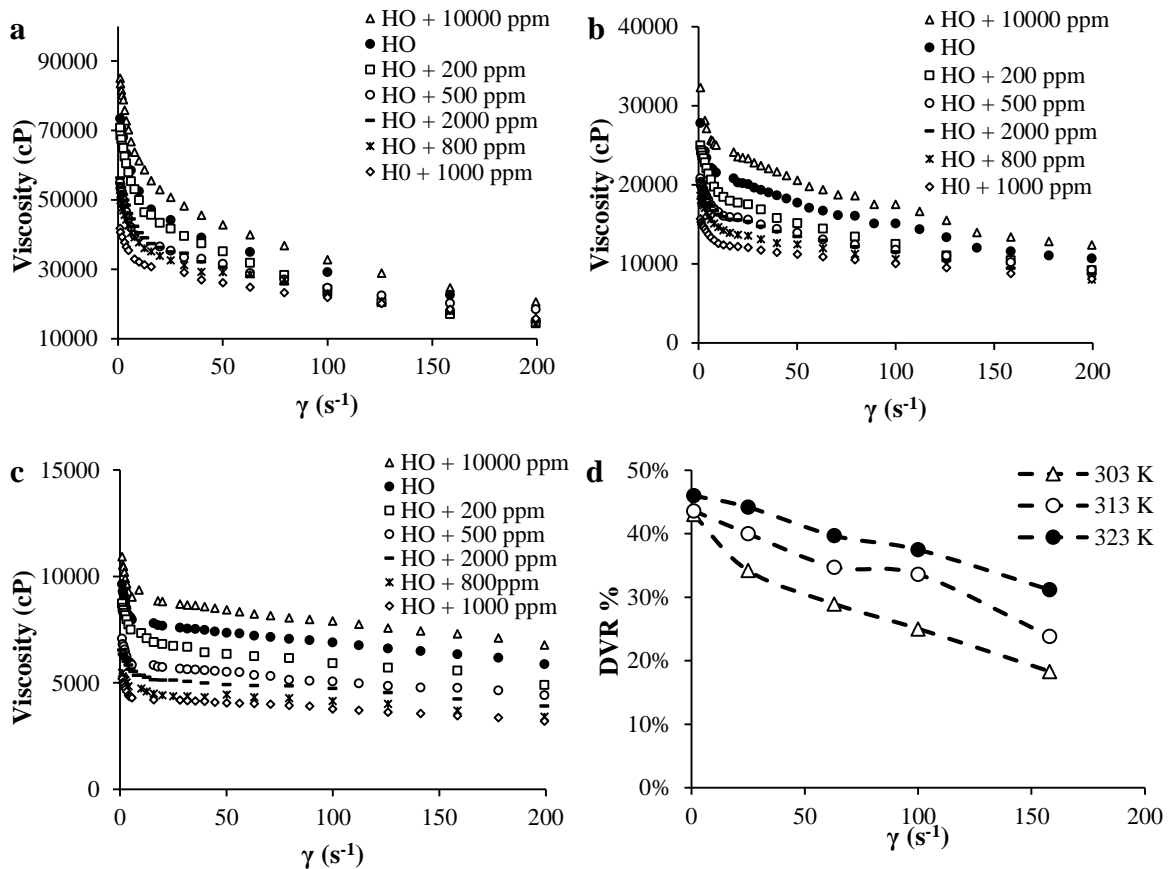 a
HO + 10000 ppm
HO
HO + 200 ppm
HO + 500 ppm
HO + 2000 ppm
HO + 800 ppm
H0 + 1000 ppm
Viscosity (cP)
90000
70000
50000
30000
10000
0 50 100 150 200
γ (s-1)
b
HO + 10000 ppm
HO
HO + 200 ppm
HO + 500 ppm
HO + 2000 ppm
HO + 800 ppm
H0 + 1000 ppm
Viscosity (cP)
40000
30000
20000
10000
0
0 50 100 150 200
γ (s-1)
c
HO + 10000 ppm
HO
HO + 200 ppm
HO + 500 ppm
HO + 2000 ppm
HO + 800ppm
HO + 1000 ppm
Viscosity (cP)
15000
10000
5000
0
0 50 100 150 200
γ (s-1)
d
303 K
313 K
323 K
DVR %
50%
40%
30%
20%
10%
0%
0 50 100 150 200
γ (s-1)